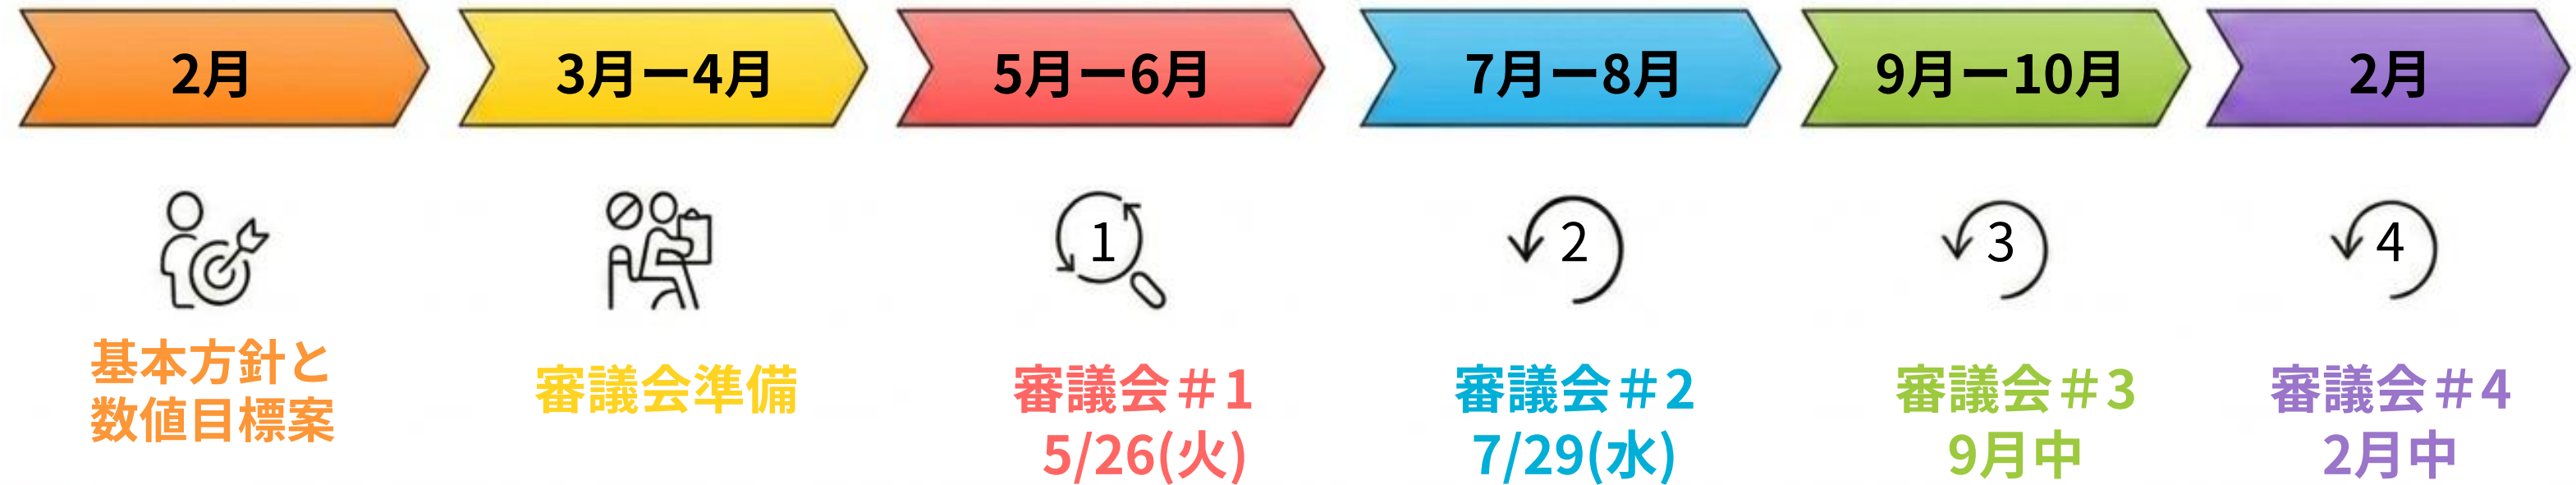 2月
3月ー4月
5月ー6月
7月ー8月
9月ー10月
2月
1
2
3
4
基本方針と
数値目標案
審議会準備
審議会＃1
5/26(火)
審議会＃2
7/29(水)
審議会＃3
9月中
審議会＃4
2月中